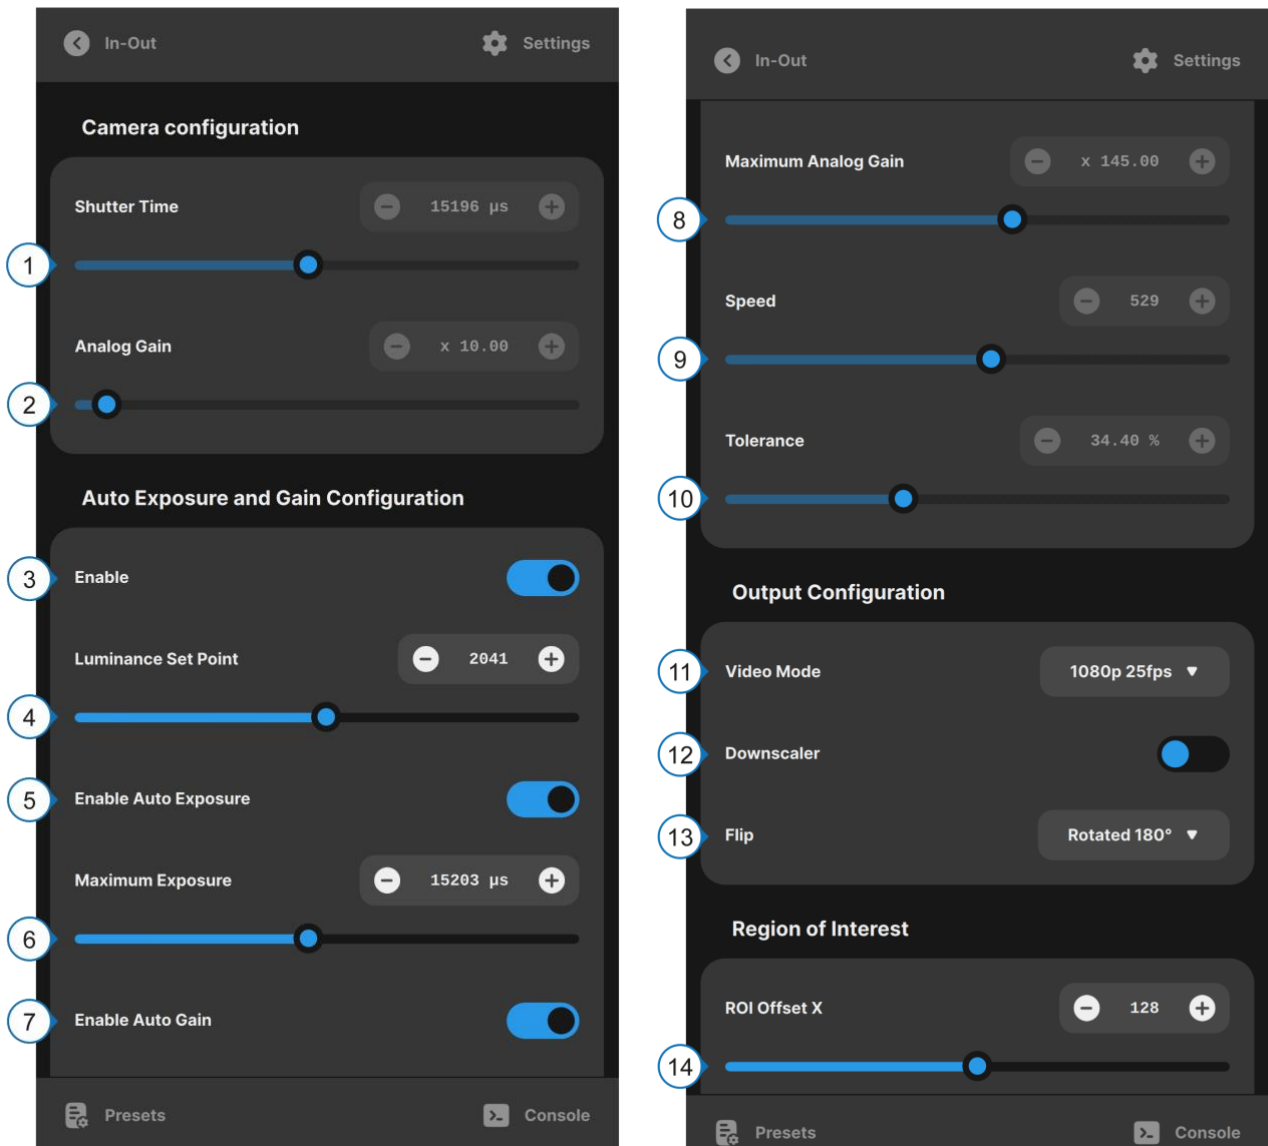 In-Out
Settings
Camera configuration
Shutter Time
15196 µs
1
Analog Gain
x 10.00
2
Auto Exposure and Gain Configuration
3
Enable
Luminance Set Point
2041
4
5
Enable Auto Exposure
Maximum Exposure
15203 µs
6
7
Enable Auto Gain
Presets
Console
In-Out
Settings
Maximum Analog Gain
x 145.00
8
Speed
529
9
Tolerance
34.40 %
10
Output Configuration
11
Video Mode
1080p 25fps
12
Downscaler
13
Flip
Rotated 180°
Region of Interest
ROI Offset X
128
14
Presets
Console